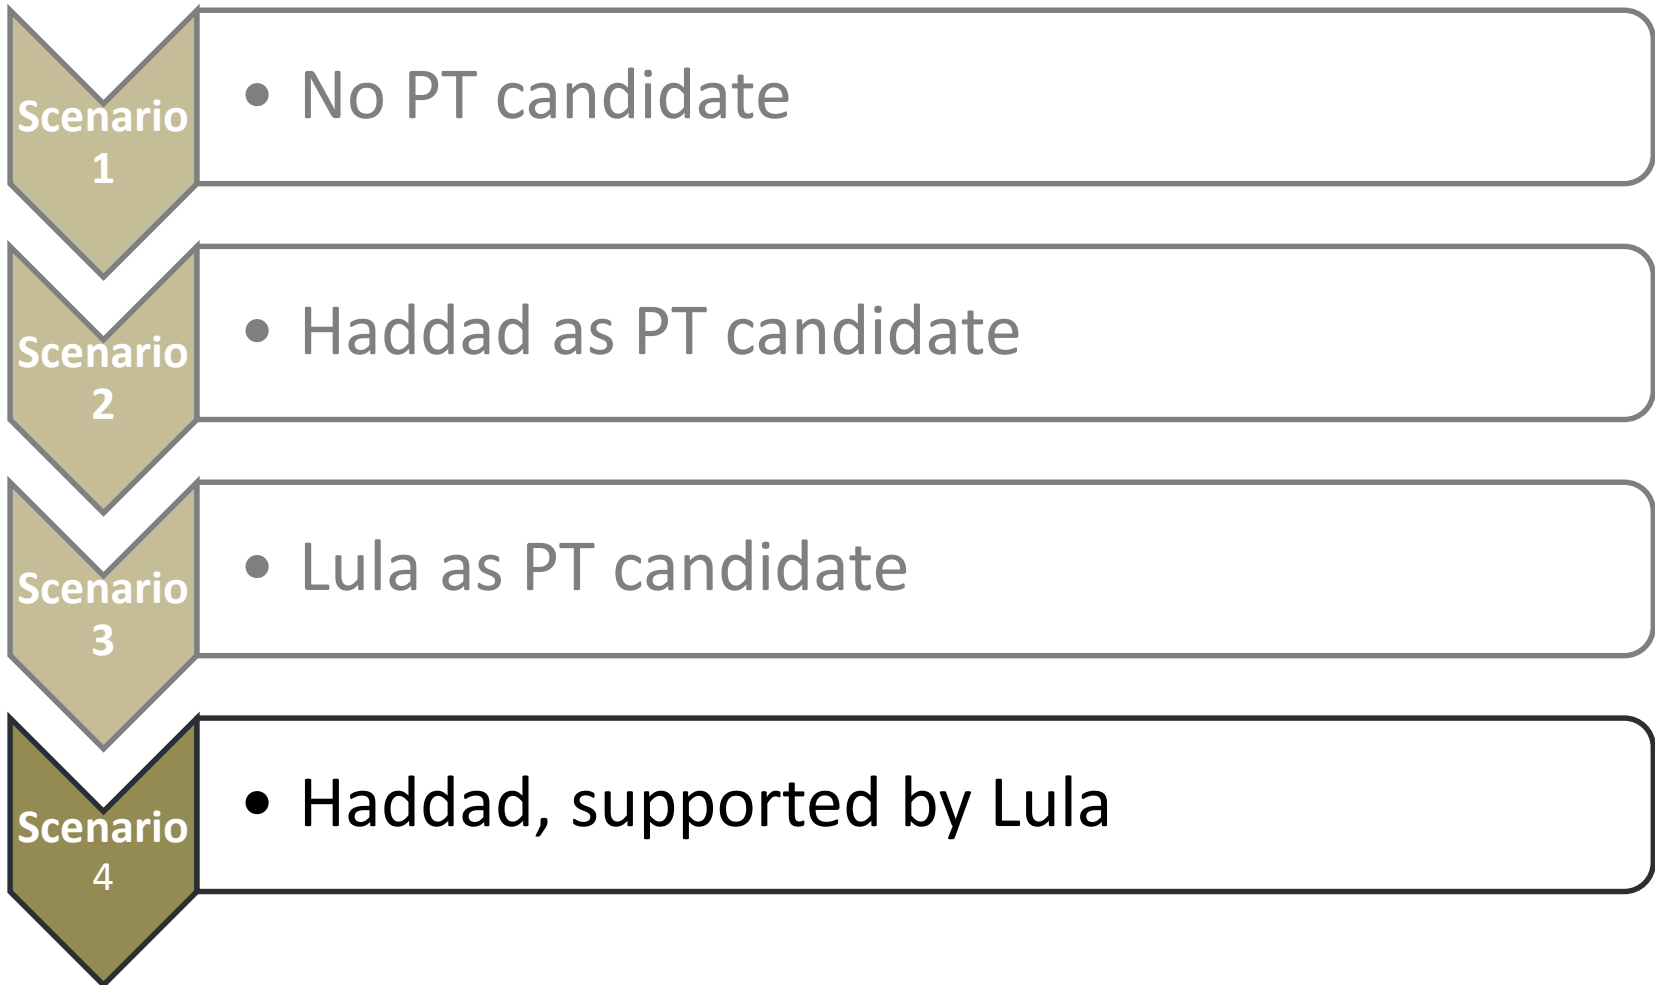 Scenario
1
• No PT candidate
Scenario
2
• Haddad as PT candidate
Scenario
3
• Lula as PT candidate
Scenario
4
• Haddad, supported by Lula